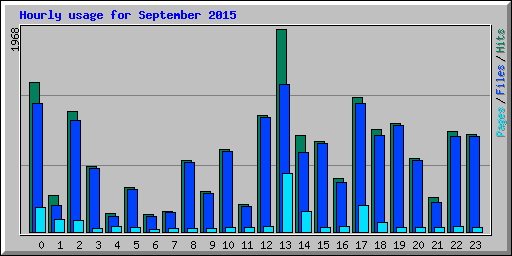 Hourly usage for September 2015
1968
Pages/Files/Hits
0 1 2 3 4 5 6 7 8 9 10 11 12 13 14 15 16 17 18 19 20 21 22 23